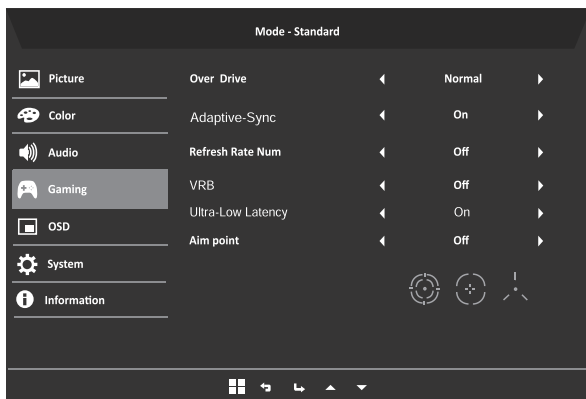 Mode - Standard
Picture
Over Drive Normal
Color
Adaptive-Sync On
Audio
Refresh Rate Num Off
Gaming
VRB Off
Ultra-Low Latency On
OSD
Aim point Off
System
Information